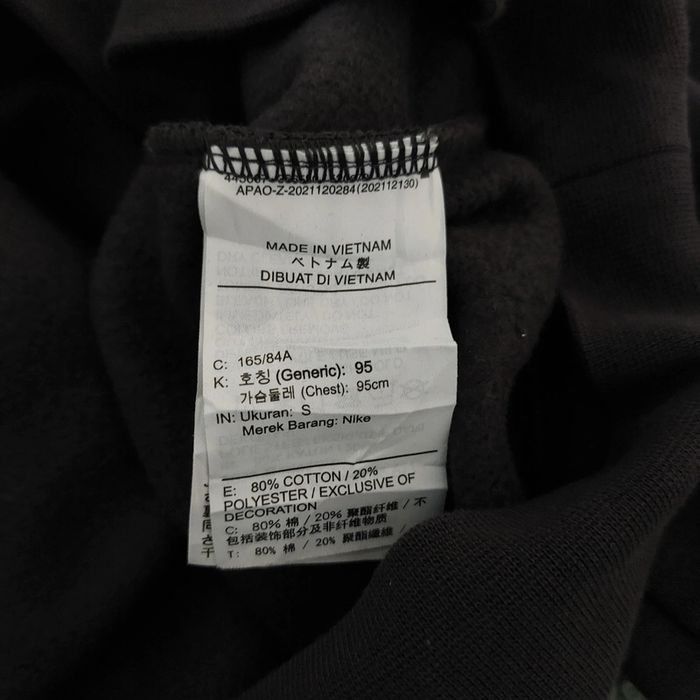 APAO-Z-2021120284(202112130)
MADE IN VIETNAM
ベトナム製
DIBUAT DI VIETNAM
C: 165/84A
K: 호칭 (Generic): 95
가슴둘레 (Chest): 95cm
IN: Ukuran: S
Merek Barang: Nike
E: 80% COTTON / 20%
POLYESTER / EXCLUSIVE OF
DECORATION
C: 80% 棉 / 20% 聚酯纤维 / 不
包括装饰部分及非纤维物质
T: 80% 棉 / 20% 聚酯纖維 /